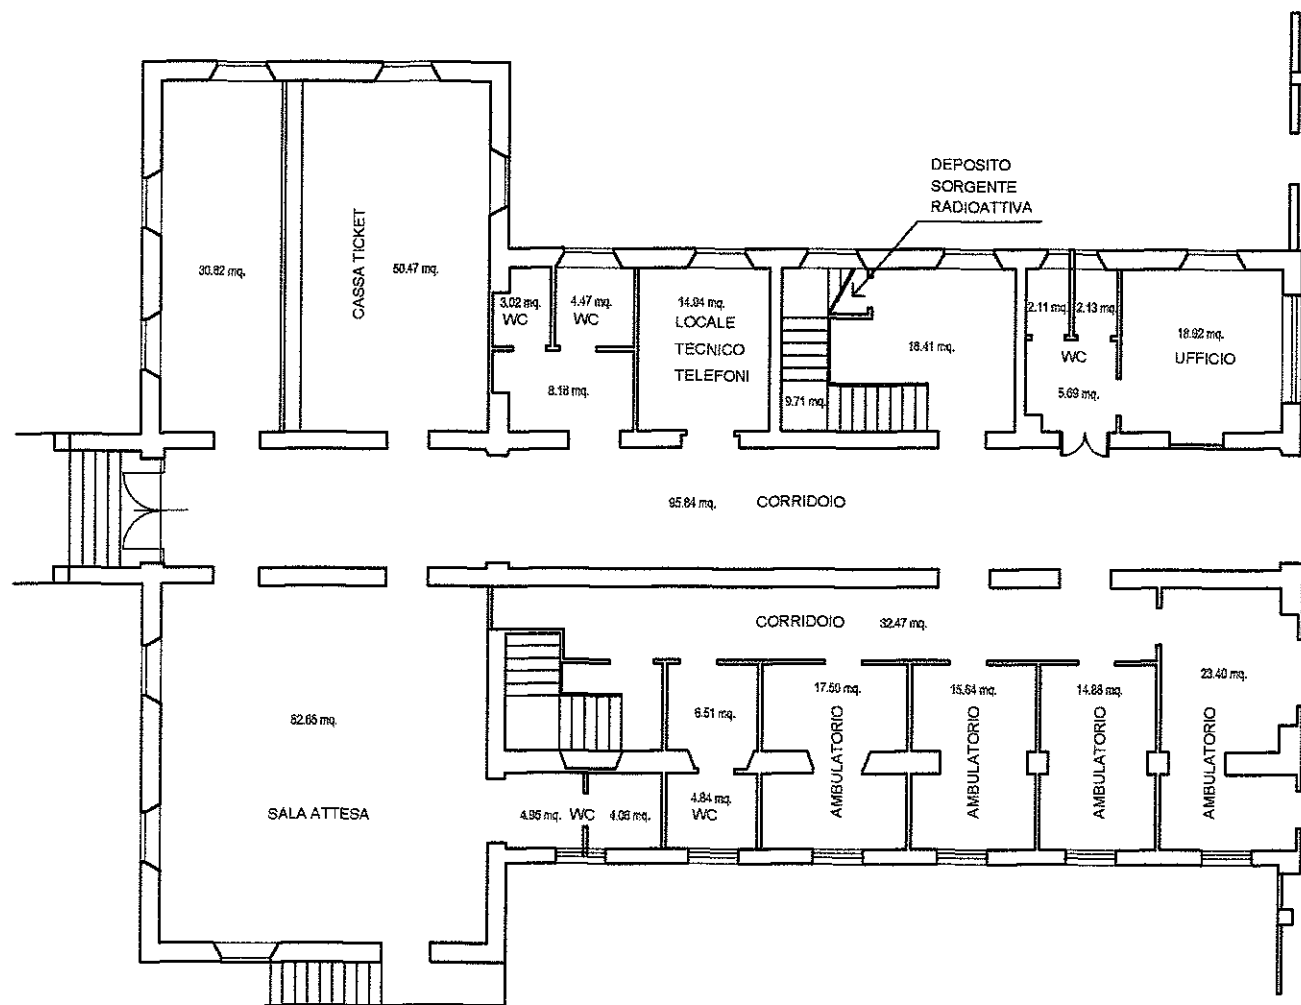 DEPOSITO
SORGENTE
RADIOATTIVA
30.82 mq.
CASSA TICKET
50.47 mq.
3.02 mq.
WC
4.47 mq.
WC
14.94 mq.
LOCALE
TECNICO
TELEFONI
8.18 mq.
9.71 mq.
18.41 mq.
2.11 mq.
2.13 mq.
WC
5.69 mq.
18.92 mq.
UFFICIO
95.84 mq.
CORRIDOIO
CORRIDOIO
32.47 mq.
82.65 mq.
SALA ATTESA
6.51 mq.
17.50 mq.
AMBULATORIO
15.64 mq.
AMBULATORIO
14.88 mq.
AMBULATORIO
23.40 mq.
AMBULATORIO
4.95 mq.
WC
4.08 mq.
4.84 mq.
WC